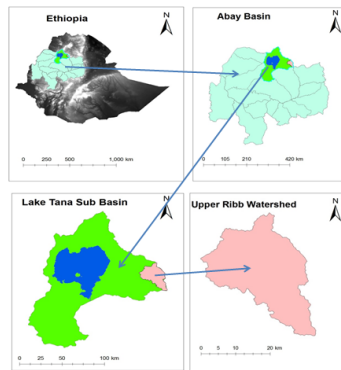 Ethiopia
N
0 250 500 1,000 km
Abay Basin
N
0 105 210 420 km
Lake Tana Sub Basin
N
0 25 50 100 km
Upper Ribb Watershed
N
0 5 10 20 km